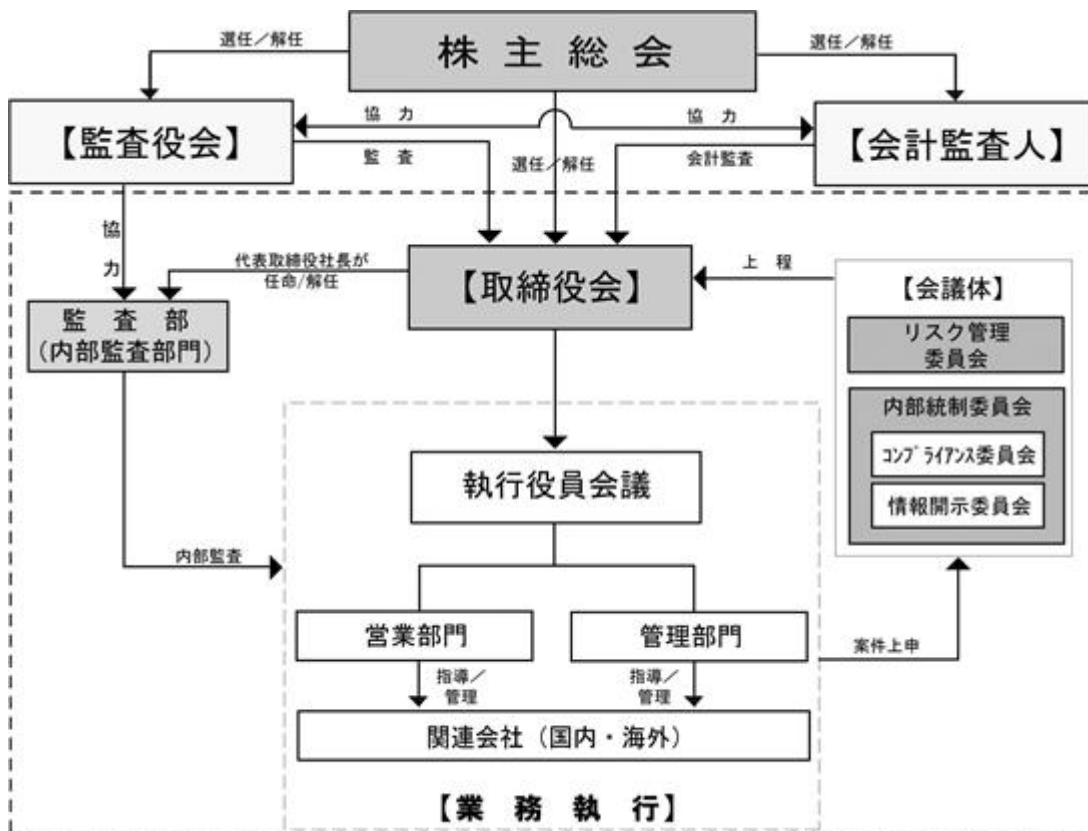 株主総会
選任／解任
選任／解任
【監査役会】
協力
協力
【会計監査人】
監査
選任／解任
会計監査
協
力
代表取締役社長が
任命/解任
【取締役会】
上程
【会議体】
監査部
（内部監査部門）
リスク管理
委員会
内部統制委員会
ｺﾝﾌﾟﾗｲｱﾝｽ委員会
情報開示委員会
執行役員会議
内部監査
営業部門
管理部門
案件上申
指導／
管理
指導／
管理
関連会社（国内・海外）
【業務執行】